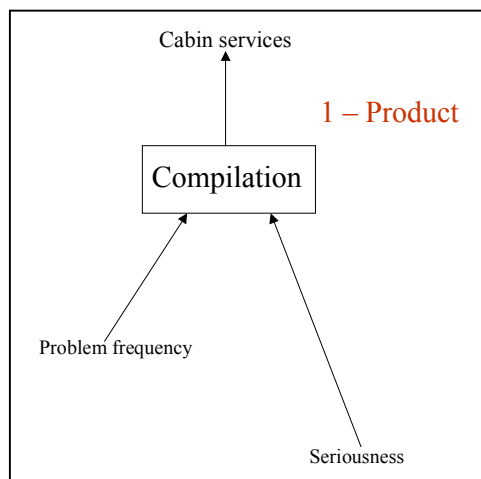 Cabin services
1 – Product
Compilation
Problem frequency
Seriousness